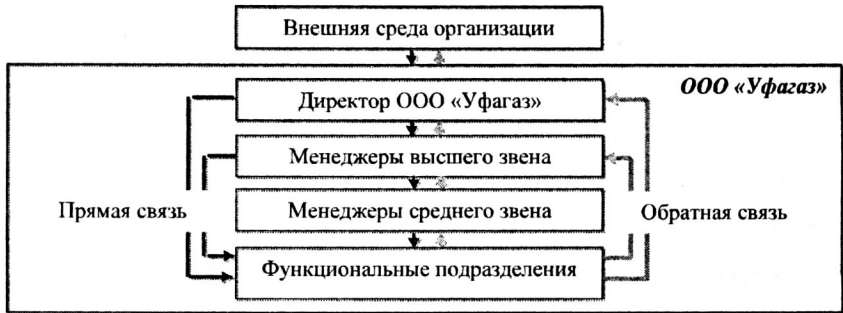 Внешняя среда организации
ООО «Уфагаз»
Директор ООО «Уфагаз»
Менеджеры высшего звена
Прямая связь
Менеджеры среднего звена
Обратная связь
Функциональные подразделения